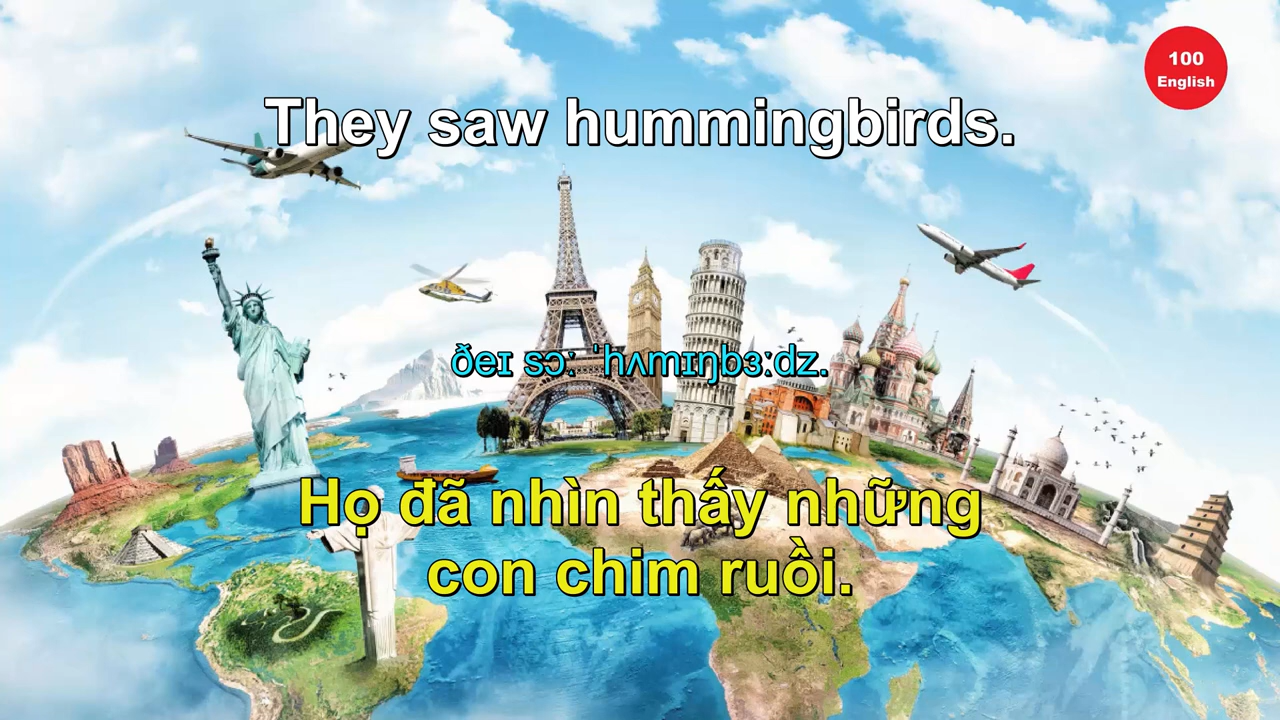 100
English
They saw hummingbirds.
ðeɪ sɔː ˈhʌmɪŋbɜːdz.
Họ đã nhìn thấy những
con chim ruồi.